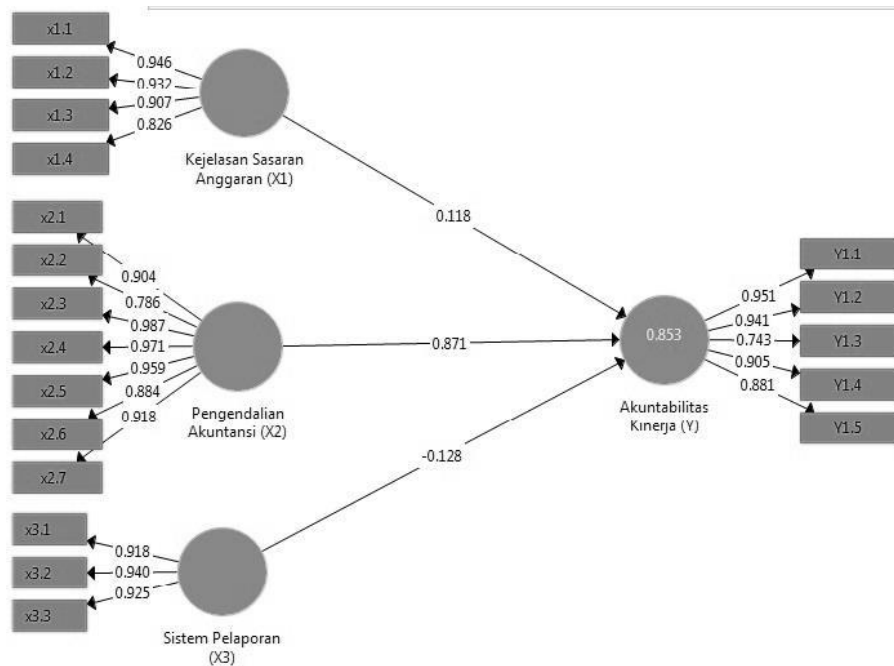 x1.1
x1.2
x1.3
x1.4
0.946
0.932
0.907
0.826
Kejelasan Sasaran
Anggaran (X1)
0.118
x2.1
x2.2
x2.3
x2.4
x2.5
x2.6
x2.7
0.904
0.786
0.987
0.971
0.959
0.884
0.918
Pengendalian
Akuntansi (X2)
0.871
x3.1
x3.2
x3.3
0.918
0.940
0.925
Sistem Pelaporan
(X3)
-0.128
0.853
Akuntabilitas
Kinerja (Y)
0.951
0.941
0.743
0.905
0.881
Y1.1
Y1.2
Y1.3
Y1.4
Y1.5